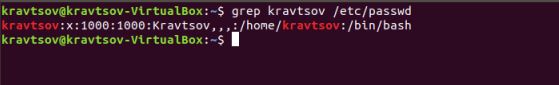 kravtsov@kravtsov-VirtualBox:~$ grep kravtsov /etc/passwd
kravtsov:x:1000:1000:Kravtsov,,,:/home/kravtsov:/bin/bash
kravtsov@kravtsov-VirtualBox:~$